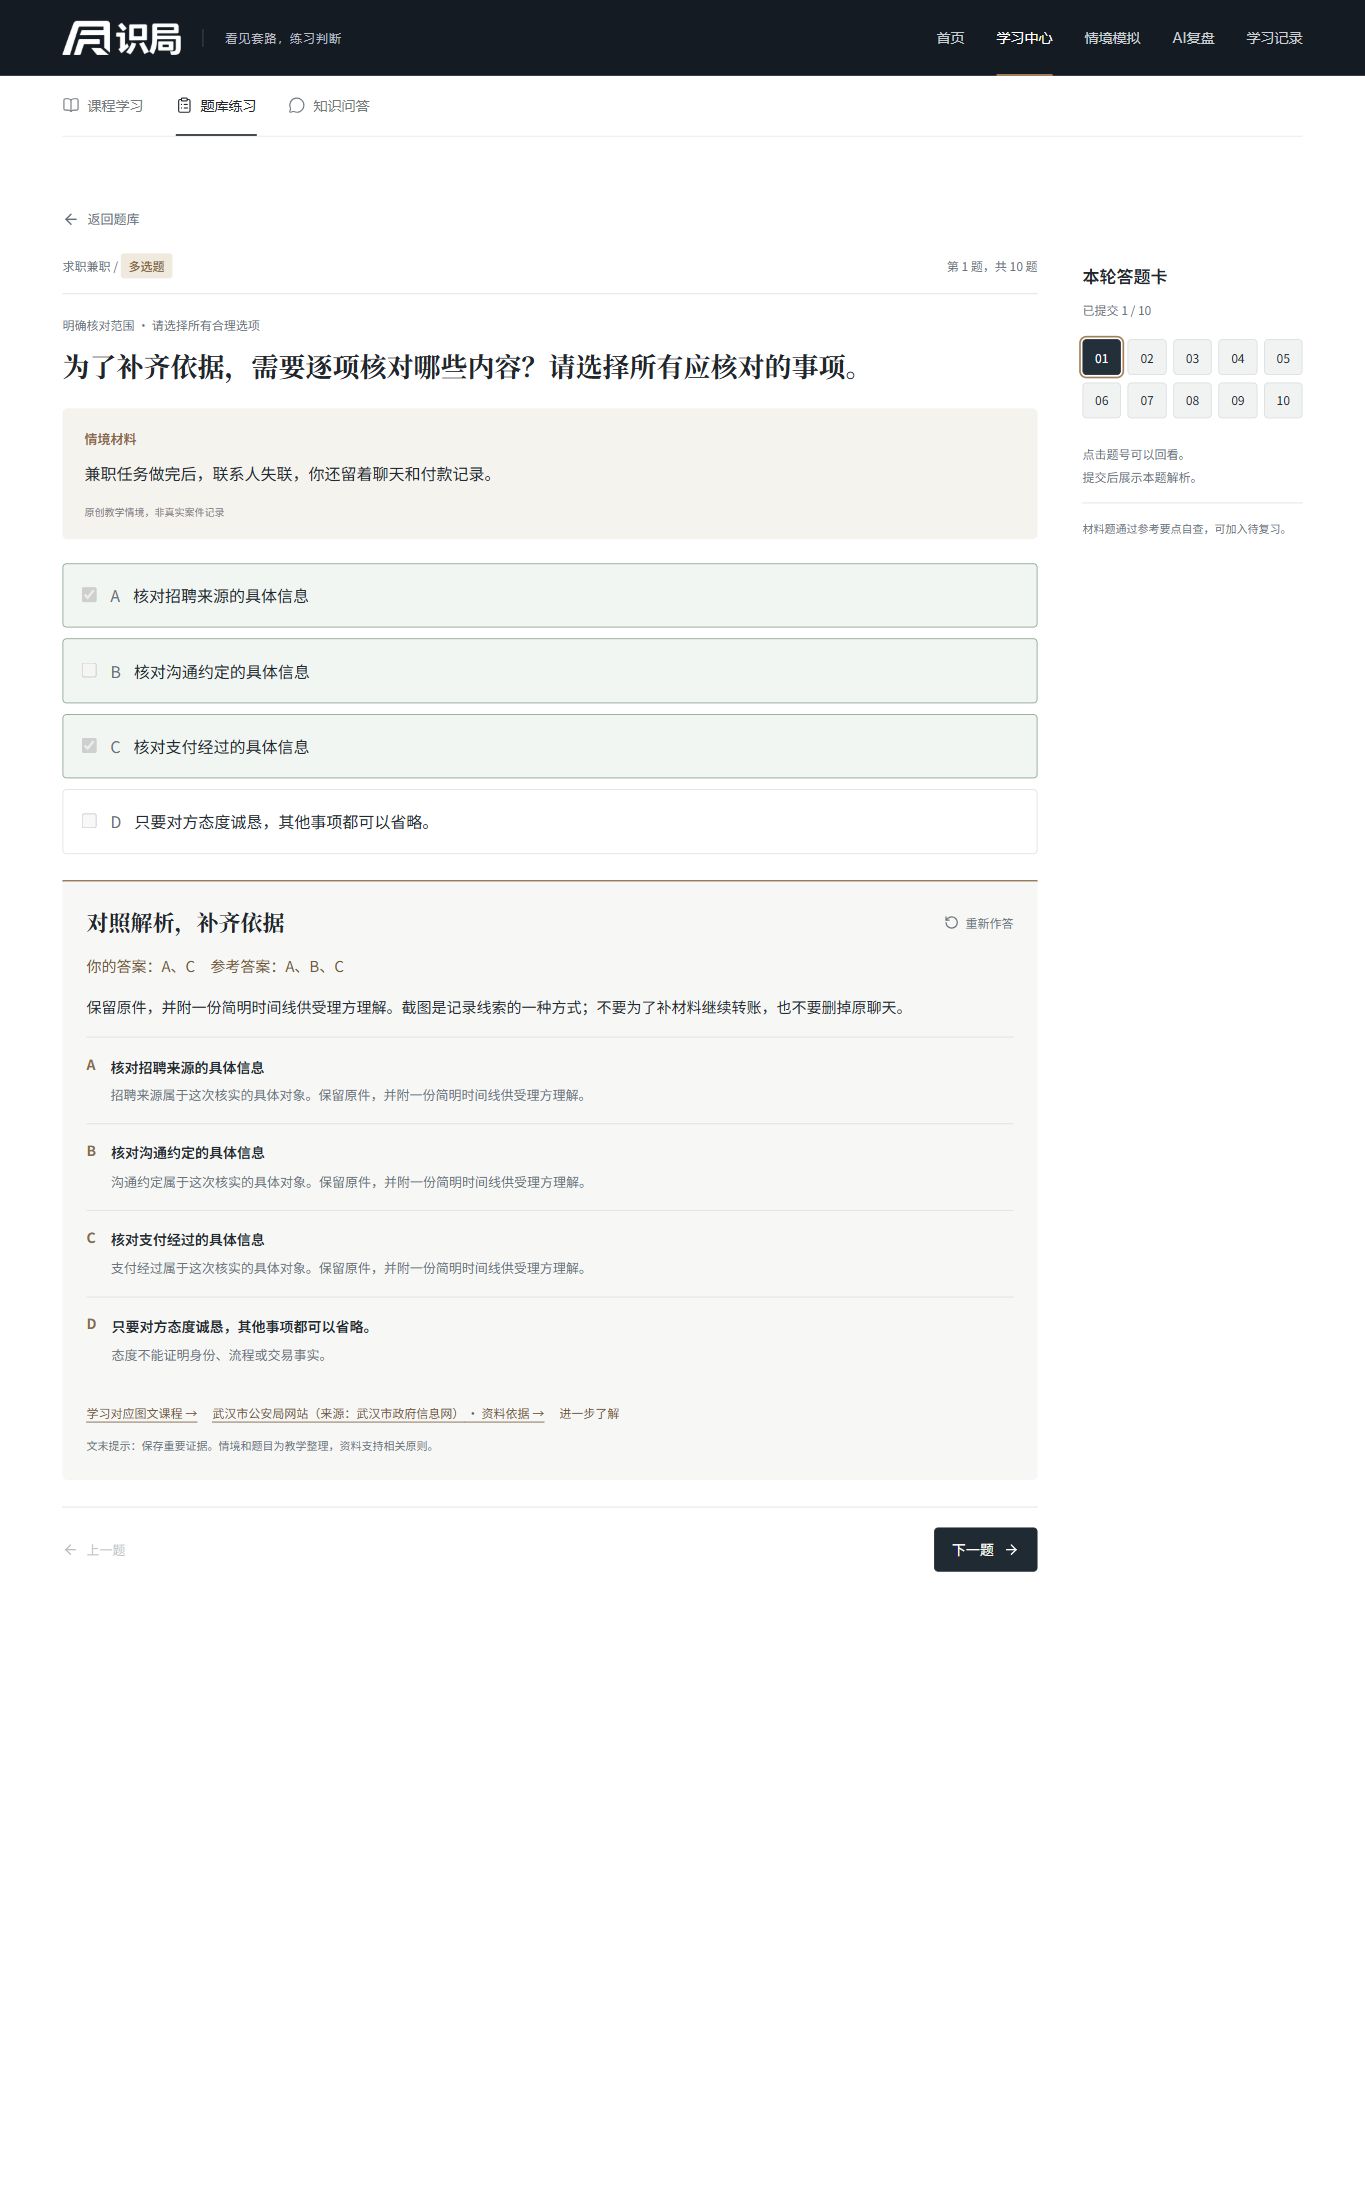 识局
看见套路，练习判断
首页
学习中心
情境模拟
AI复盘
学习记录
课程学习
题库练习
知识问答
返回题库
求职兼职 / 多选题
第 1 题，共 10 题
明确核对范围 · 请选择所有合理选项
为了补齐依据，需要逐项核对哪些内容？请选择所有应核对的事项。
情境材料
兼职任务做完后，联系人失联，你还留着聊天和付款记录。
原创教学情境，非真实案件记录
A 核对招聘来源的具体信息
B 核对沟通约定的具体信息
C 核对支付经过的具体信息
D 只要对方态度诚恳，其他事项都可以省略。
对照解析，补齐依据
重新作答
你的答案：A、C 参考答案：A、B、C
保留原件，并附一份简明时间线供受理方理解。截图是记录线索的一种方式；不要为了补材料继续转账，也不要删掉原聊天。
A 核对招聘来源的具体信息
招聘来源属于这次核实的具体对象。保留原件，并附一份简明时间线供受理方理解。
B 核对沟通约定的具体信息
沟通约定属于这次核实的具体对象。保留原件，并附一份简明时间线供受理方理解。
C 核对支付经过的具体信息
支付经过属于这次核实的具体对象。保留原件，并附一份简明时间线供受理方理解。
D 只要对方态度诚恳，其他事项都可以省略。
态度不能证明身份、流程或交易事实。
学习对应图文课程→ 武汉市公安局网站（来源：武汉市政府信息网） · 资料依据→ 进一步了解
文末提示：保存重要证据。情境和题目为教学整理，资料支持相关原则。
上一题
下一题
本轮答题卡
已提交 1 / 10
01 02 03 04 05
06 07 08 09 10
点击题号可以回看。
提交后展示本题解析。
材料题通过参考要点自查，可加入待复习。